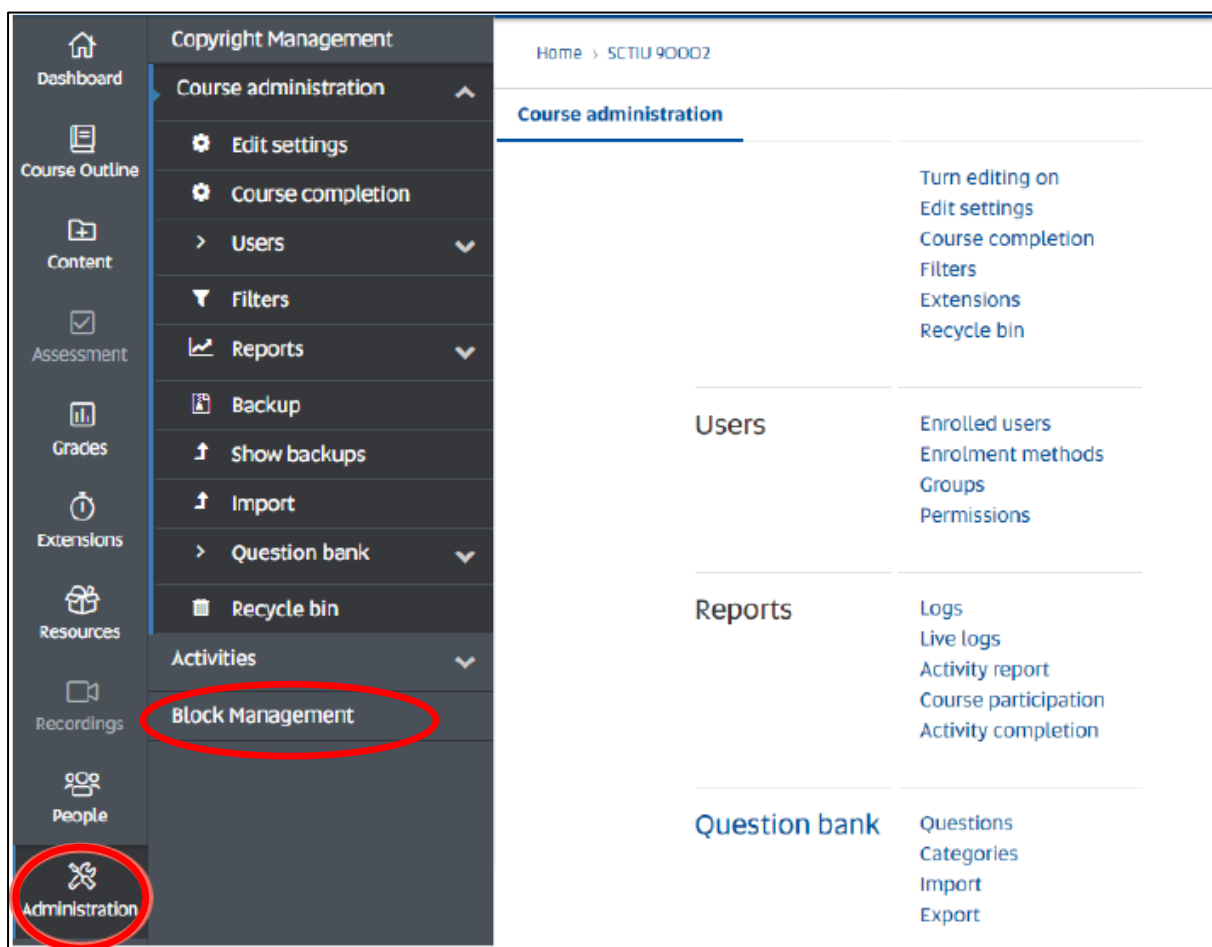 Dashboard
Course Outline
Content
Assessment
Grades
Extensions
Resources
Recordings
People
Administration
Copyright Management
Course administration
Edit settings
Course completion
Users
Filters
Reports
Backup
Show backups
Import
Question bank
Recycle bin
Activities
Block Management
Home › SCTIU 90002
Course administration
Turn editing on
Edit settings
Course completion
Filters
Extensions
Recycle bin
Users
Enrolled users
Enrolment methods
Groups
Permissions
Reports
Logs
Live logs
Activity report
Course participation
Activity completion
Question bank
Questions
Categories
Import
Export